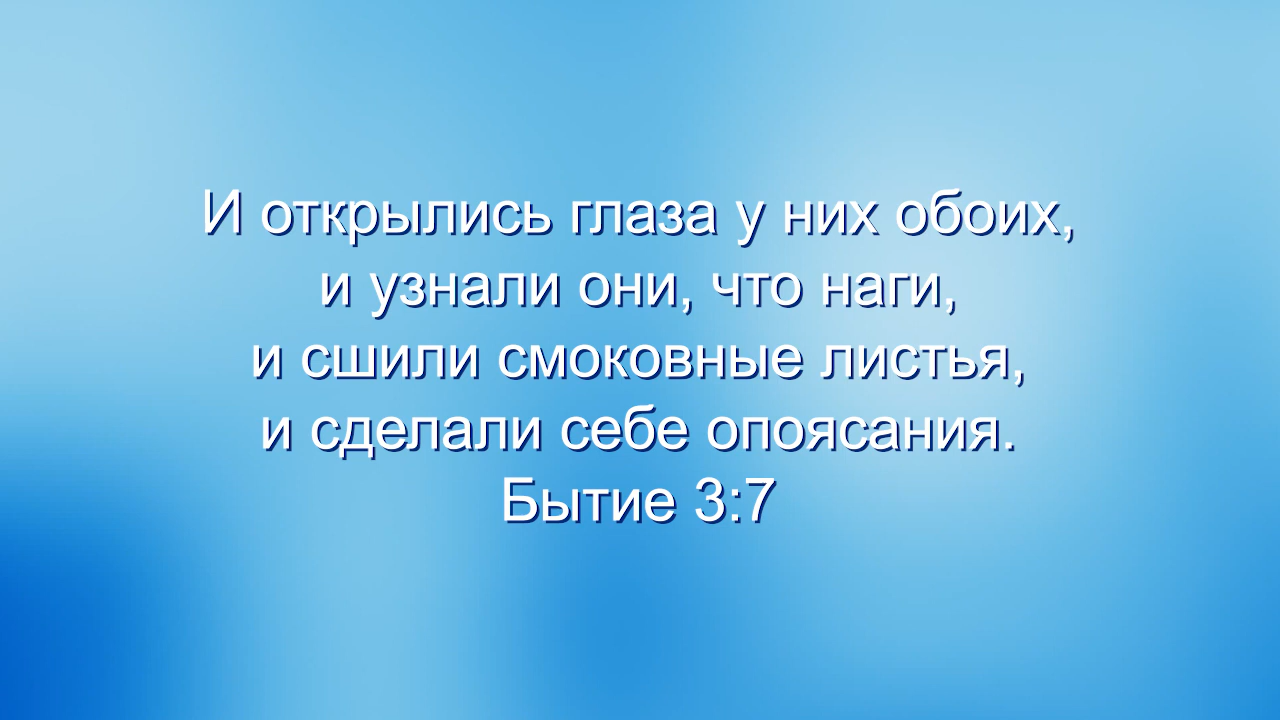 И открылись глаза у них обоих,
и узнали они, что наги,
и сшили смоковные листья,
и сделали себе опоясания.
Бытие 3:7